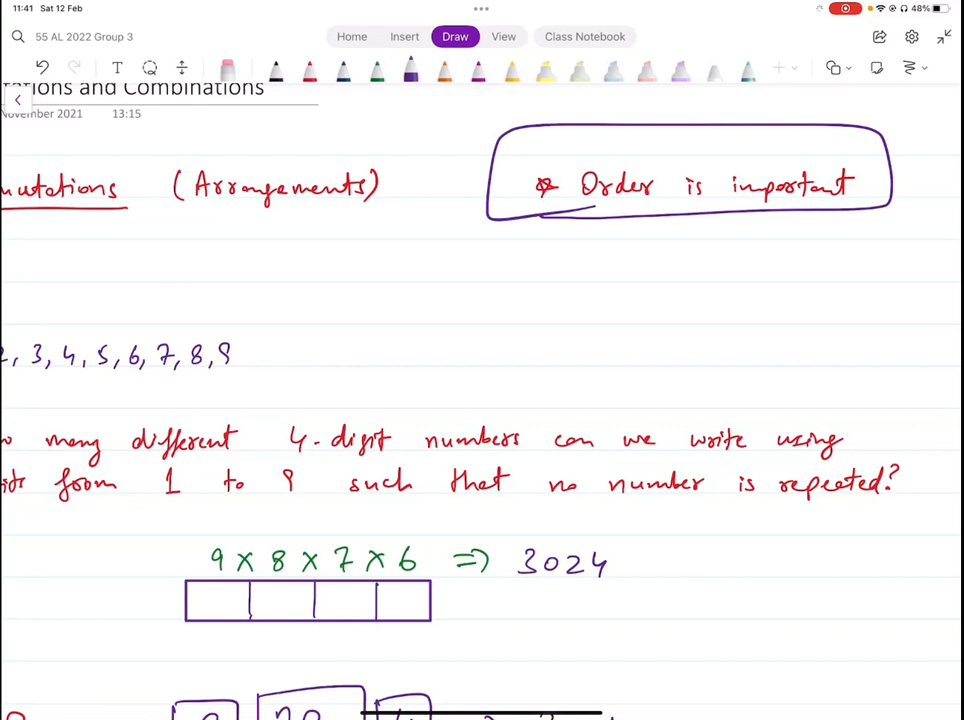 11:41 Sat 12 Feb
48%
55 AL 2022 Group 3
Home Insert Draw View Class Notebook
and Combinations
November 2021 13:15
(Arrangements)
Order is important
3, 4, 5, 6, 7, 8, 9
many different 4-digit numbers can we write using
from 1 to 9 such that no number is repeated?
9 x 8 x 7 x 6 => 3024